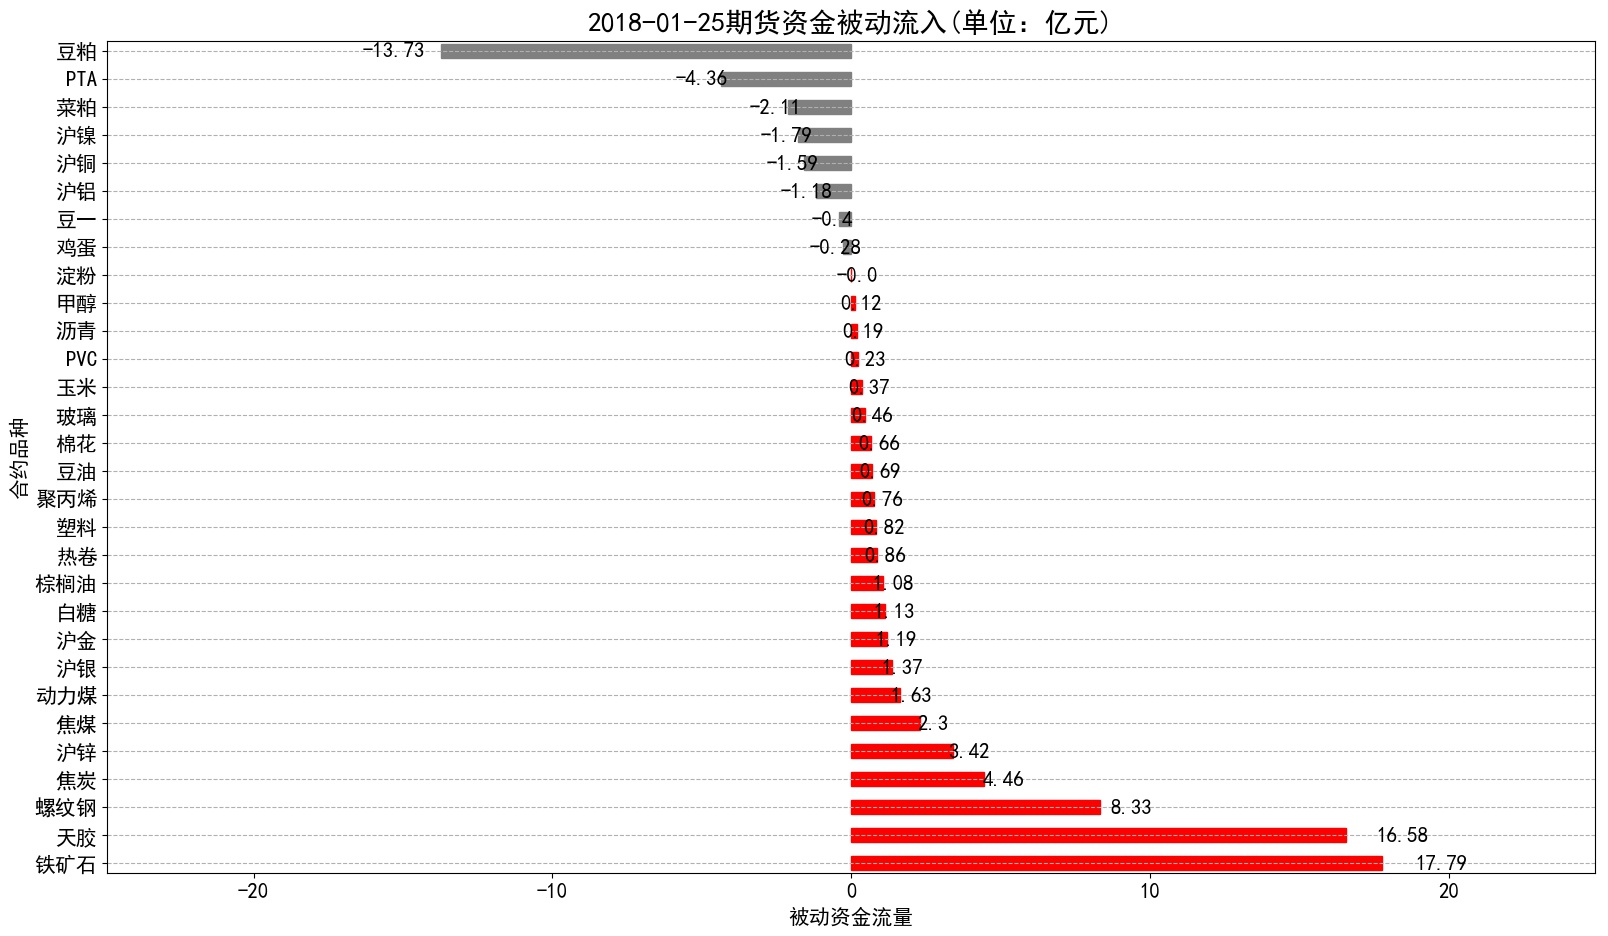 2018-01-25期货资金被动流入(单位：亿元)
豆粕 -13.73
PTA -4.36
菜粕 -2.11
沪镍 -1.79
沪铜 -1.59
沪铝 -1.18
豆一 -0.4
鸡蛋 -0.28
淀粉 -0.0
甲醇 0.12
沥青 0.19
PVC 0.23
玉米 0.37
玻璃 0.46
棉花 0.66
豆油 0.69
聚丙烯 0.76
塑料 0.82
热卷 0.86
棕榈油 1.08
白糖 1.13
沪金 1.19
沪银 1.37
动力煤 1.63
焦煤 2.3
沪锌 3.42
焦炭 4.46
螺纹钢 8.33
天胶 16.58
铁矿石 17.79
合约品种
-20 -10 0 10 20
被动资金流量